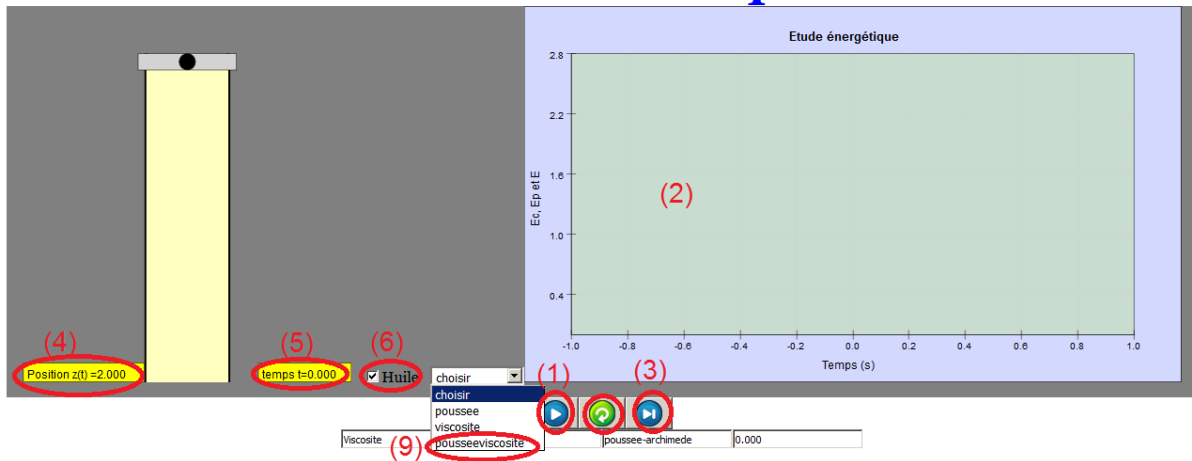 Etude énergétique
2.8
2.2
1.6
1.0
0.4
Ec, Ep et E
(2)
-1.0 -0.8 -0.6 -0.4 -0.2 0.0 0.2 0.4 0.6 0.8 1.0
Temps (s)
(4) (5) (6)
Position z(t) =2.000 temps t=0.000 Huile choisir
(1) (3)
choisir
poussee
viscosite
pousseeviscosite
(9)
Viscosite poussee-archimede 0.000